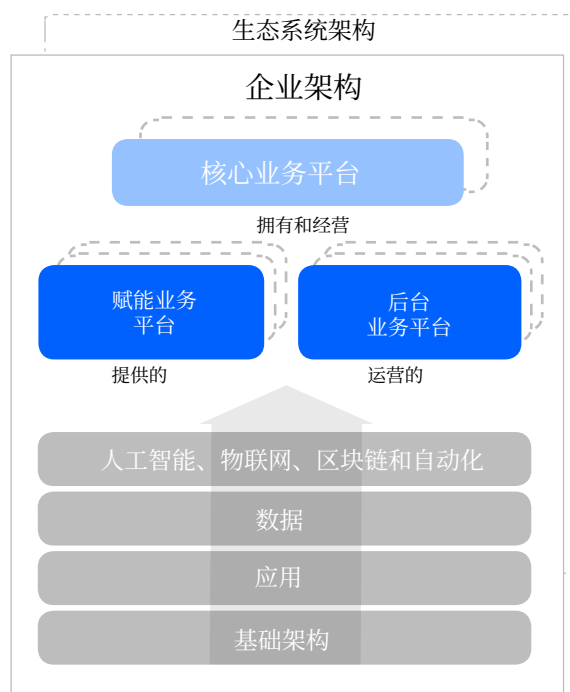 生态系统架构
企业架构
核心业务平台
拥有和经营
赋能业务
平台
后台
业务平台
提供的
运营的
人工智能、物联网、区块链和自动化
数据
应用
基础架构